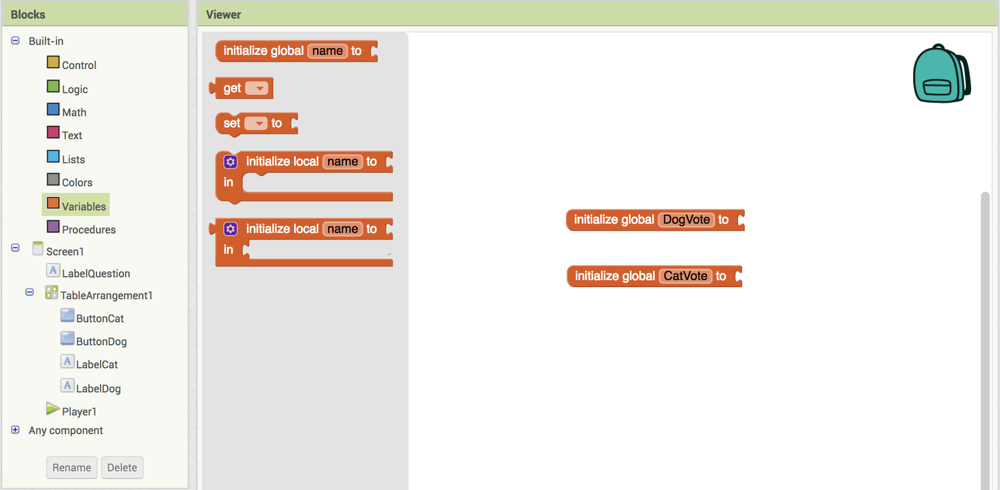 Blocks
Built-in
Control
Logic
Math
Text
Lists
Colors
Variables
Procedures
Screen1
A LabelQuestion
TableArrangement1
ButtonCat
ButtonDog
A LabelCat
A LabelDog
Player1
Any component
Rename Delete
Viewer
initialize global name to
get
set to
initialize local name to
in
initialize local name to
in
initialize global DogVote to
initialize global CatVote to